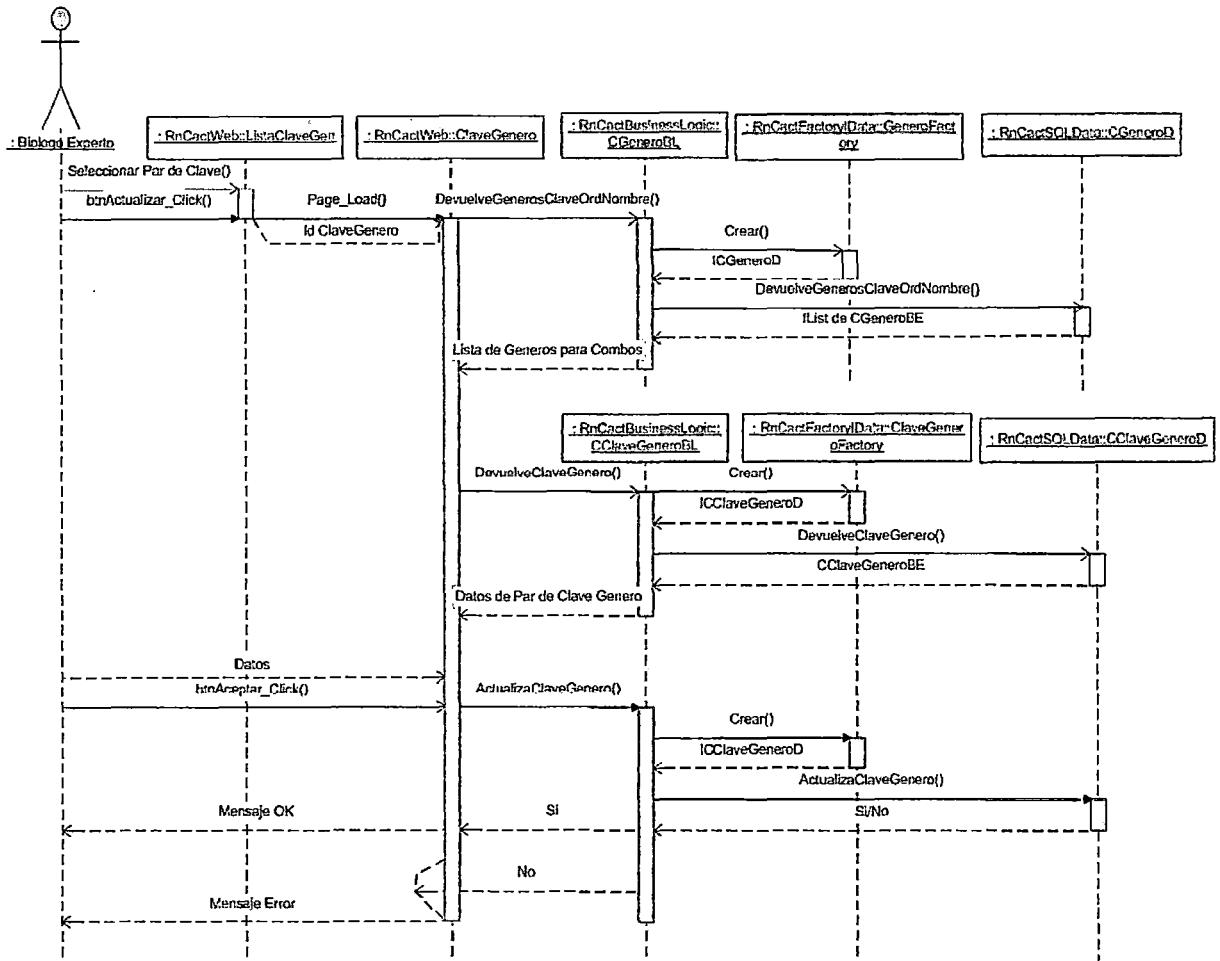 : Biologo Experto
: RnCactWeb::ListaClaveGen
: RnCactWeb::ClaveGenero
: RnCactBusinessLogic::
CGeneroBL
: RnCactFactoryIData::GeneroFact
ory
: RnCactSQLData::CGeneroD
Seleccionar Par de Clave()
btnActualizar_Click()
Page_Load()
DevuelveGenerosClaveOrdNombre()
Id ClaveGenero
Crear()
ICGeneroD
DevuelveGenerosClaveOrdNombre()
IList de CGeneroBE
Lista de Generos para Combos
: RnCactBusinessLogic::
CClaveGeneroBL
: RnCactFactoryIData::ClaveGener
oFactory
: RnCactSQLData::CClaveGeneroD
DevuelveClaveGenero()
Crear()
ICClaveGeneroD
DevuelveClaveGenero()
CClaveGeneroBE
Datos de Par de Clave Genero
Datos
btnAceptar_Click()
ActualizaClaveGenero()
Crear()
ICClaveGeneroD
ActualizaClaveGenero()
Mensaje OK
Si
Si/No
No
Mensaje Error